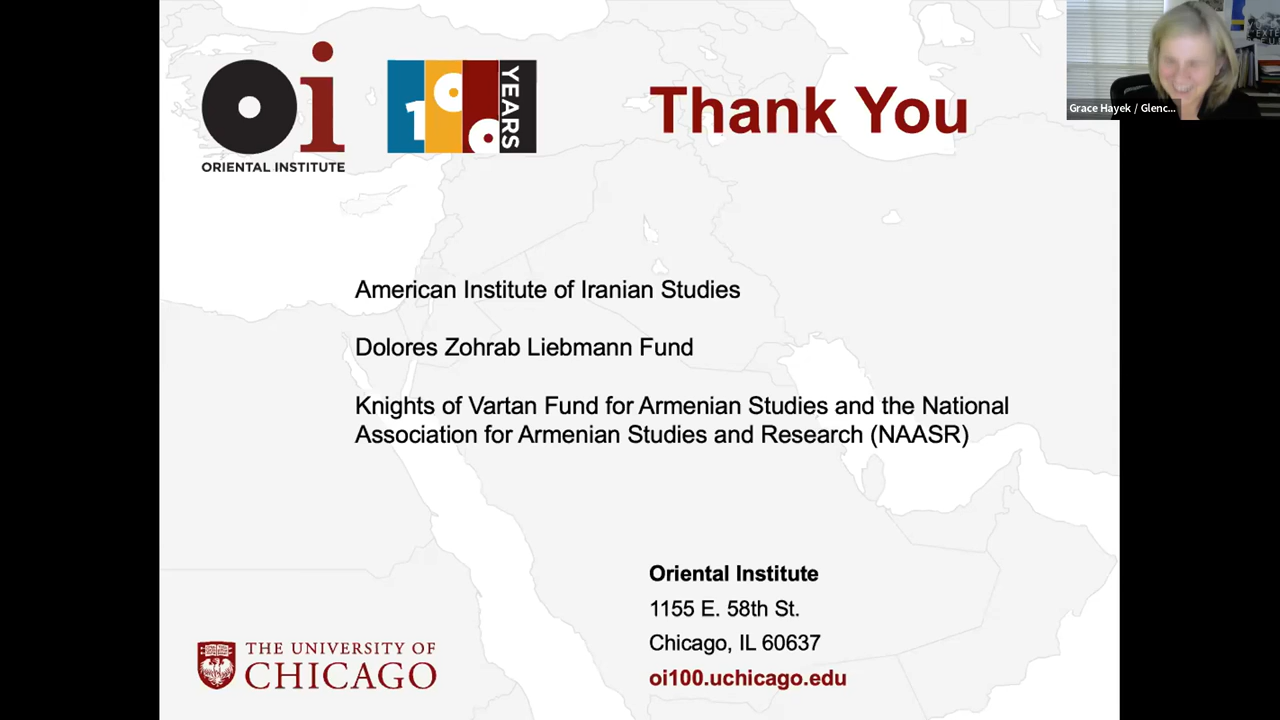 oi
ORIENTAL INSTITUTE
100
YEARS
Thank You
Grace Hayek / Glenc...
American Institute of Iranian Studies
Dolores Zohrab Liebmann Fund
Knights of Vartan Fund for Armenian Studies and the National
Association for Armenian Studies and Research (NAASR)
Oriental Institute
1155 E. 58th St.
Chicago, IL 60637
oi100.uchicago.edu
THE UNIVERSITY OF
CHICAGO